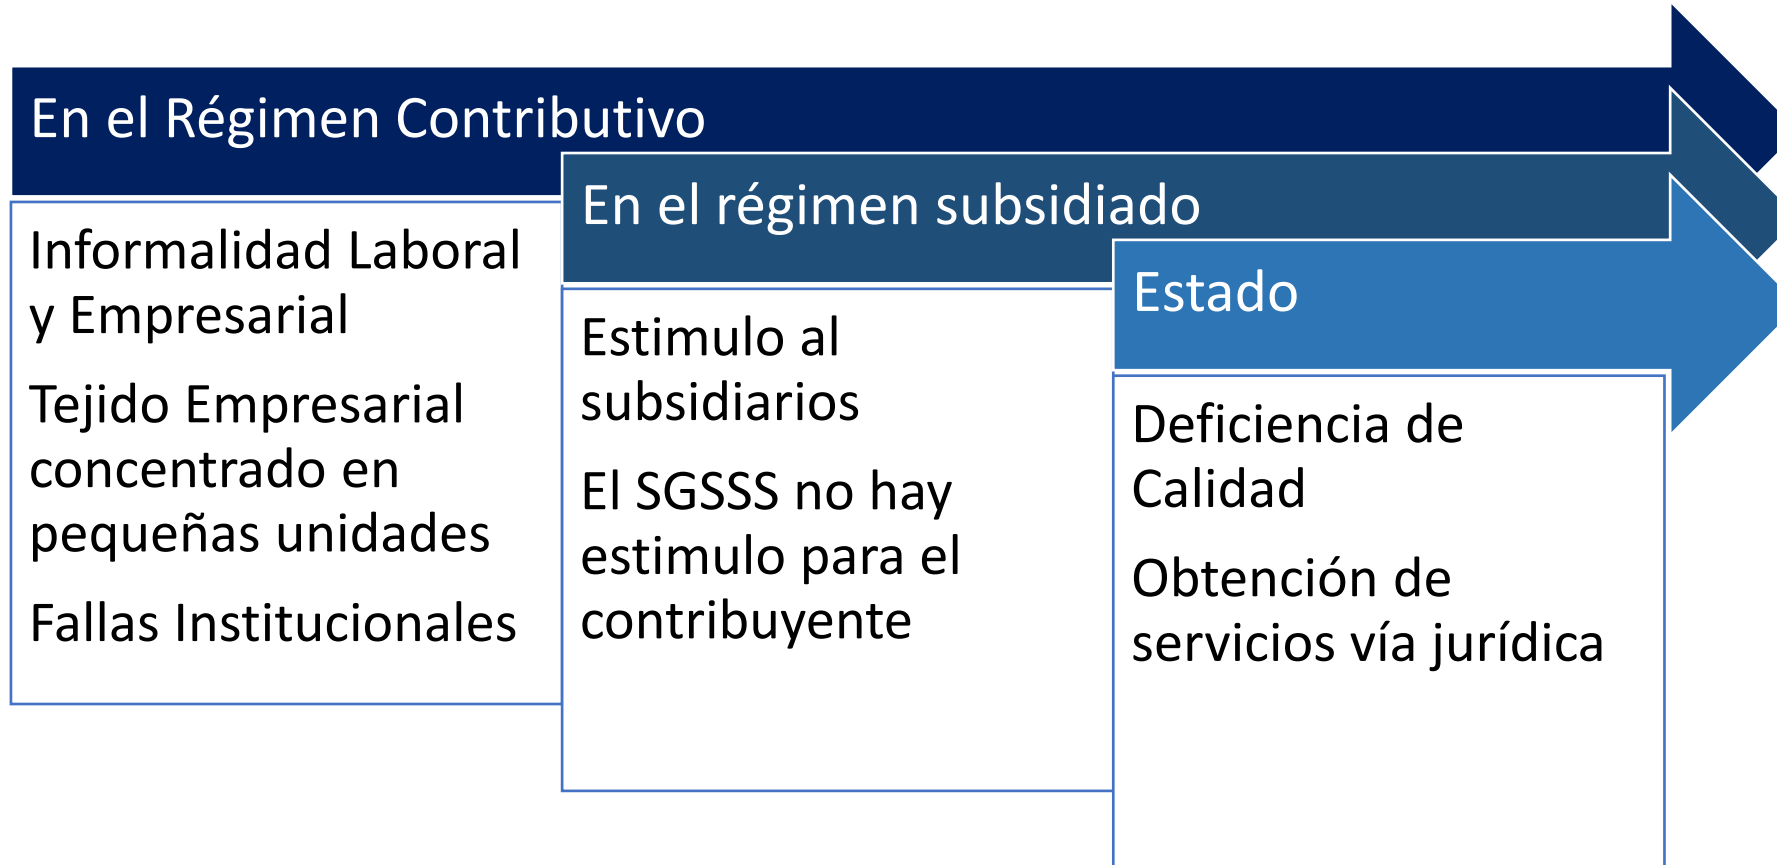 En el Régimen Contributivo
Informalidad Laboral
y Empresarial
Tejido Empresarial
concentrado en
pequeñas unidades
Fallas Institucionales
En el régimen subsidiado
Estimulo al
subsidiarios
El SGSSS no hay
estimulo para el
contribuyente
Estado
Deficiencia de
Calidad
Obtención de
servicios vía jurídica